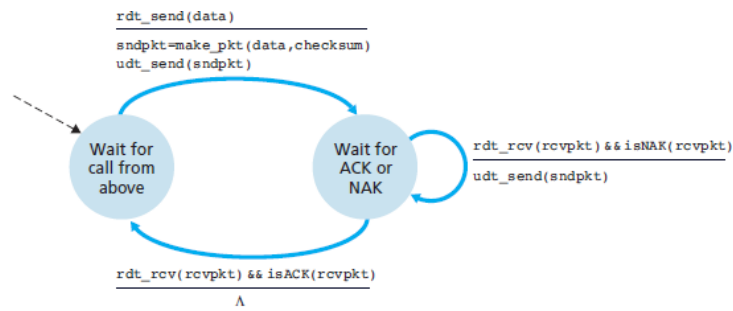 rdt_send(data)
sndpkt=make_pkt(data,checksum)
udt_send(sndpkt)
Wait for
call from
above
Wait for
ACK or
NAK
rdt_rcv(rcvpkt)&&isNAK(rcvpkt)
udt_send(sndpkt)
rdt_rcv(rcvpkt)&&isACK(rcvpkt)
Λ